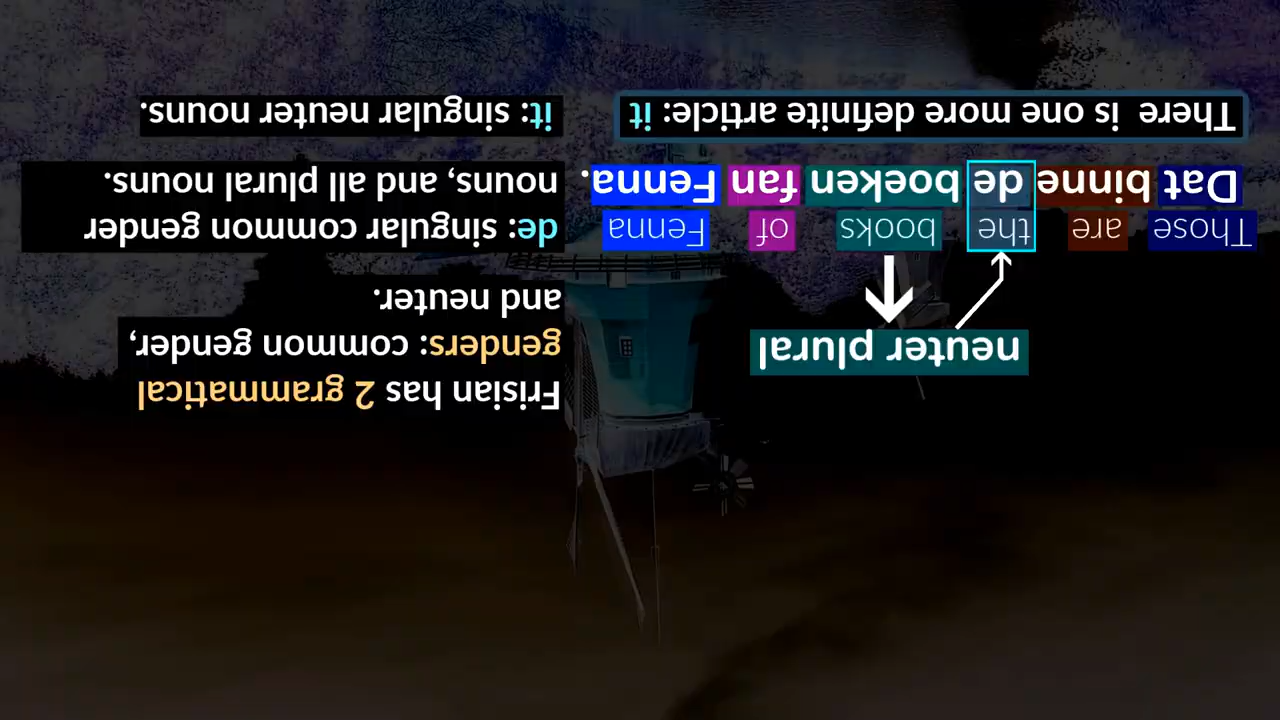 neuter plural
Those are the books of Fenna
Dat binne de boeken fan Fenna.
There is one more definite article: it
Frisian has 2 grammatical
genders: common gender,
and neuter.
de: singular common gender
nouns, and all plural nouns.
it: singular neuter nouns.